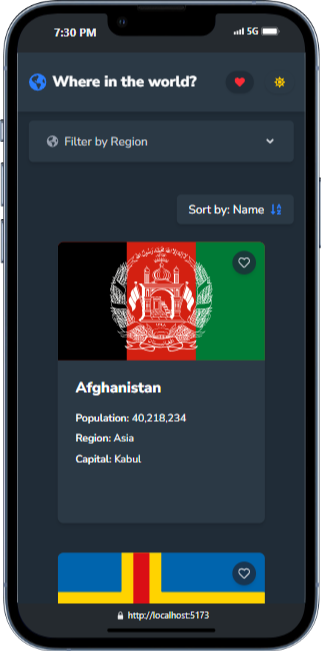 7:30 PM
5G
Where in the world?
Filter by Region
Sort by: Name
Afghanistan
Population: 40,218,234
Region: Asia
Capital: Kabul
http://localhost:5173